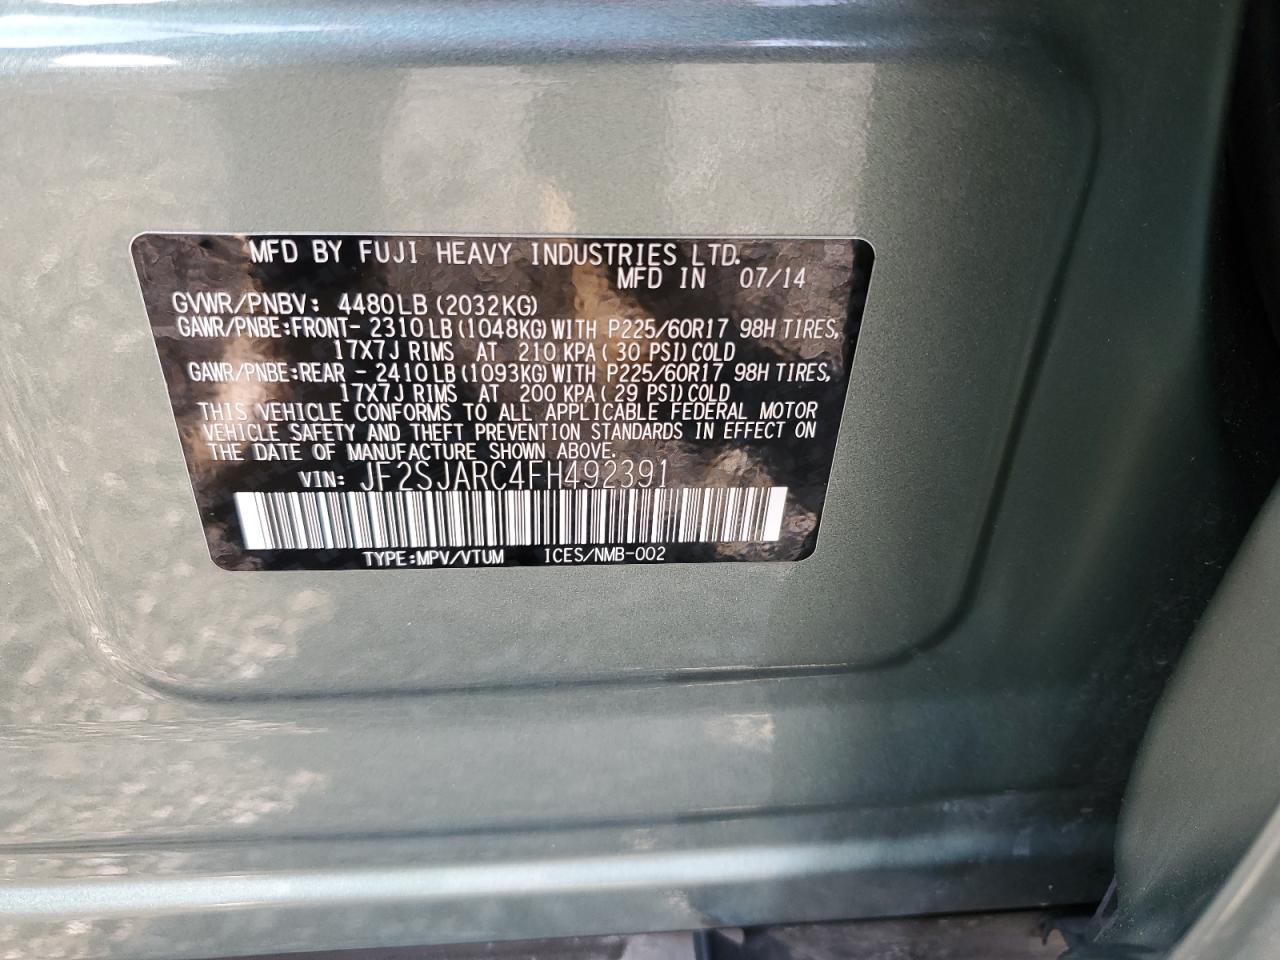 MFD BY FUJI HEAVY INDUSTRIES LTD.
MFD IN 07/14
GVWR/PNBV: 4480LB (2032KG)
GAWR/PNBE:FRONT- 2310 LB (1048KG) WITH P225/60R17 98H TIRES,
17X7J RIMS AT 210 KPA ( 30 PSI) COLD
GAWR/PNBE:REAR - 2410 LB (1093KG) WITH P225/60R17 98H TIRES,
17X7J RIMS AT 200 KPA ( 29 PSI) COLD
THIS VEHICLE CONFORMS TO ALL APPLICABLE FEDERAL MOTOR
VEHICLE SAFETY AND THEFT PREVENTION STANDARDS IN EFFECT ON
THE DATE OF MANUFACTURE SHOWN ABOVE.
VIN: JF2SJARC4FH492391
TYPE:MPV/VTUM ICES/NMB-002